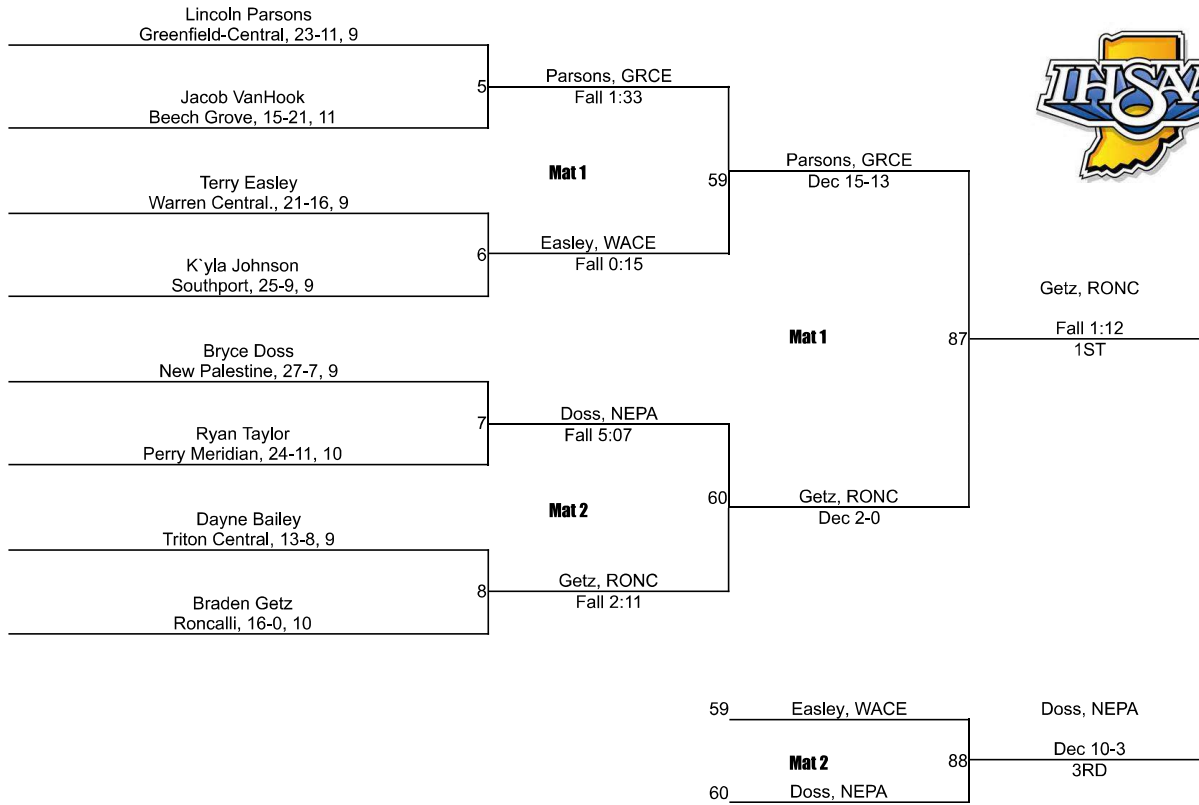 Lincoln Parsons
Greenfield-Central, 23-11, 9
Jacob VanHook
Beech Grove, 15-21, 11
5
Parsons, GRCE
Fall 1:33
Terry Easley
Warren Central., 21-16, 9
K`yla Johnson
Southport, 25-9, 9
6
Easley, WACE
Fall 0:15
Mat 1
59
Parsons, GRCE
Dec 15-13
Bryce Doss
New Palestine, 27-7, 9
Ryan Taylor
Perry Meridian, 24-11, 10
7
Doss, NEPA
Fall 5:07
Dayne Bailey
Triton Central, 13-8, 9
Braden Getz
Roncalli, 16-0, 10
8
Getz, RONC
Fall 2:11
Mat 2
60
Getz, RONC
Dec 2-0
Mat 1
87
Getz, RONC
Fall 1:12
1ST
IHSAA
59
Easley, WACE
Mat 2
60
Doss, NEPA
88
Doss, NEPA
Dec 10-3
3RD